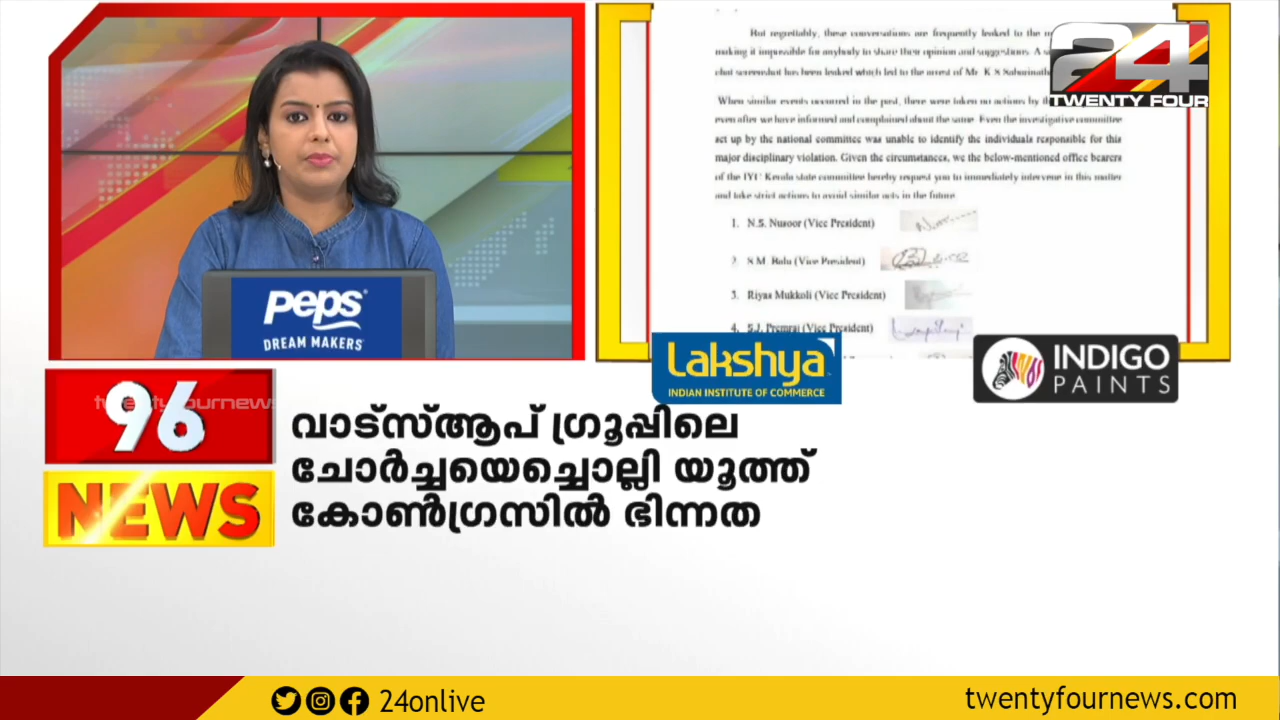 But regrettably, these conversations are frequently leaked to the
making it impossible for anybody to share their opinion and suggestions. A
chat screenshot has been leaked which led to the arrest of Mr. K S
When similar events occurred in the past, there were taken no actions by
even after we have informed and complained about the same. Even the investigative committee
set up by the national committee was unable to identify the individuals responsible for this
major disciplinary violation. Given the circumstances, we the below-mentioned office bearers
of the IYC Kerala state committee hereby request you to immediately intervene in this matter
and take strict actions to avoid similar acts in the future.
1. N.S. Nusoor (Vice President)
2. S.M. Balu (Vice President)
3. Riyas Mukkoli (Vice President)
4. S.J. Premraj (Vice President)
24
TWENTY FOUR
peps
DREAM MAKERS
Lakshya
INDIAN INSTITUTE OF COMMERCE
INDIGO
PAINTS
twentyfournews
96
NEWS
വാട്സ്ആപ് ഗ്രൂപ്പിലെ
ചോർച്ചയെച്ചൊല്ലി യൂത്ത്
കോൺഗ്രസിൽ ഭിന്നത
24onlive
twentyfournews.com